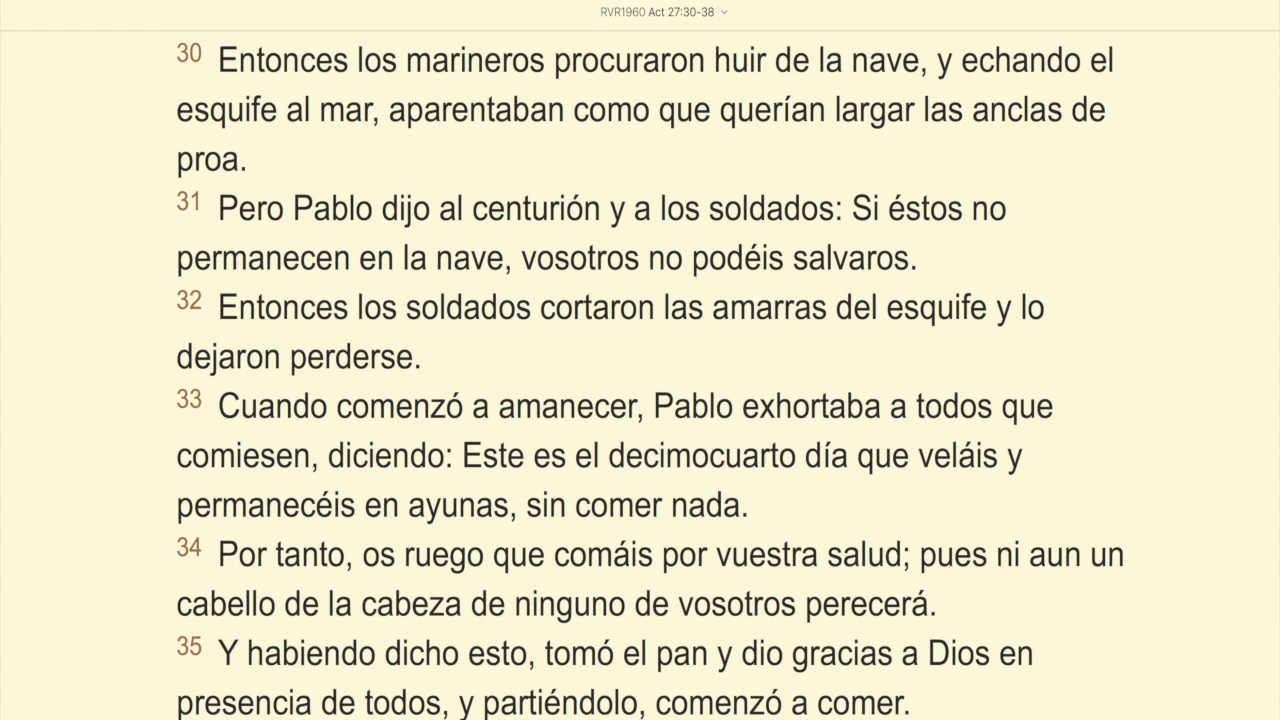 RVR1960 Act 27:30-38
30 Entonces los marineros procuraron huir de la nave, y echando el
esquife al mar, aparentaban como que querían largar las anclas de
proa.
31 Pero Pablo dijo al centurión y a los soldados: Si éstos no
permanecen en la nave, vosotros no podéis salvaros.
32 Entonces los soldados cortaron las amarras del esquife y lo
dejaron perderse.
33 Cuando comenzó a amanecer, Pablo exhortaba a todos que
comiesen, diciendo: Este es el decimocuarto día que veláis y
permanecéis en ayunas, sin comer nada.
34 Por tanto, os ruego que comáis por vuestra salud; pues ni aun un
cabello de la cabeza de ninguno de vosotros perecerá.
35 Y habiendo dicho esto, tomó el pan y dio gracias a Dios en
presencia de todos, y partiéndolo, comenzó a comer.